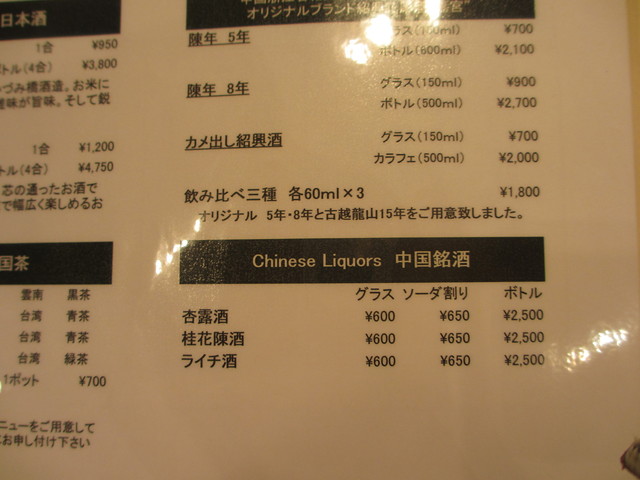 日本酒
1合 ¥950
ボトル(4合) ¥3,800
づみ橋酒造。お米に
が旨味。そして鋭
1合 ¥1,200
トル(4合) ¥4,750
芯の通ったお酒で
で幅広く楽しめるお
国茶
雲南 黒茶
台湾 青茶
台湾 青茶
台湾 緑茶
1ポット ¥700
ニューをご用意して
お申し付け下さい
オリジナルブランド紹
陳年 5年 グラス(150ml) ¥700
ボトル(600ml) ¥2,100
陳年 8年 グラス(150ml) ¥900
ボトル(500ml) ¥2,700
カメ出し紹興酒 グラス(150ml) ¥700
カラフェ(500ml) ¥2,000
飲み比べ三種 各60ml×3 ¥1,800
オリジナル 5年・8年と古越龍山15年をご用意致しました。
Chinese Liquors 中国銘酒
グラス ソーダ割り ボトル
杏露酒 ¥600 ¥650 ¥2,500
桂花陳酒 ¥600 ¥650 ¥2,500
ライチ酒 ¥600 ¥650 ¥2,500